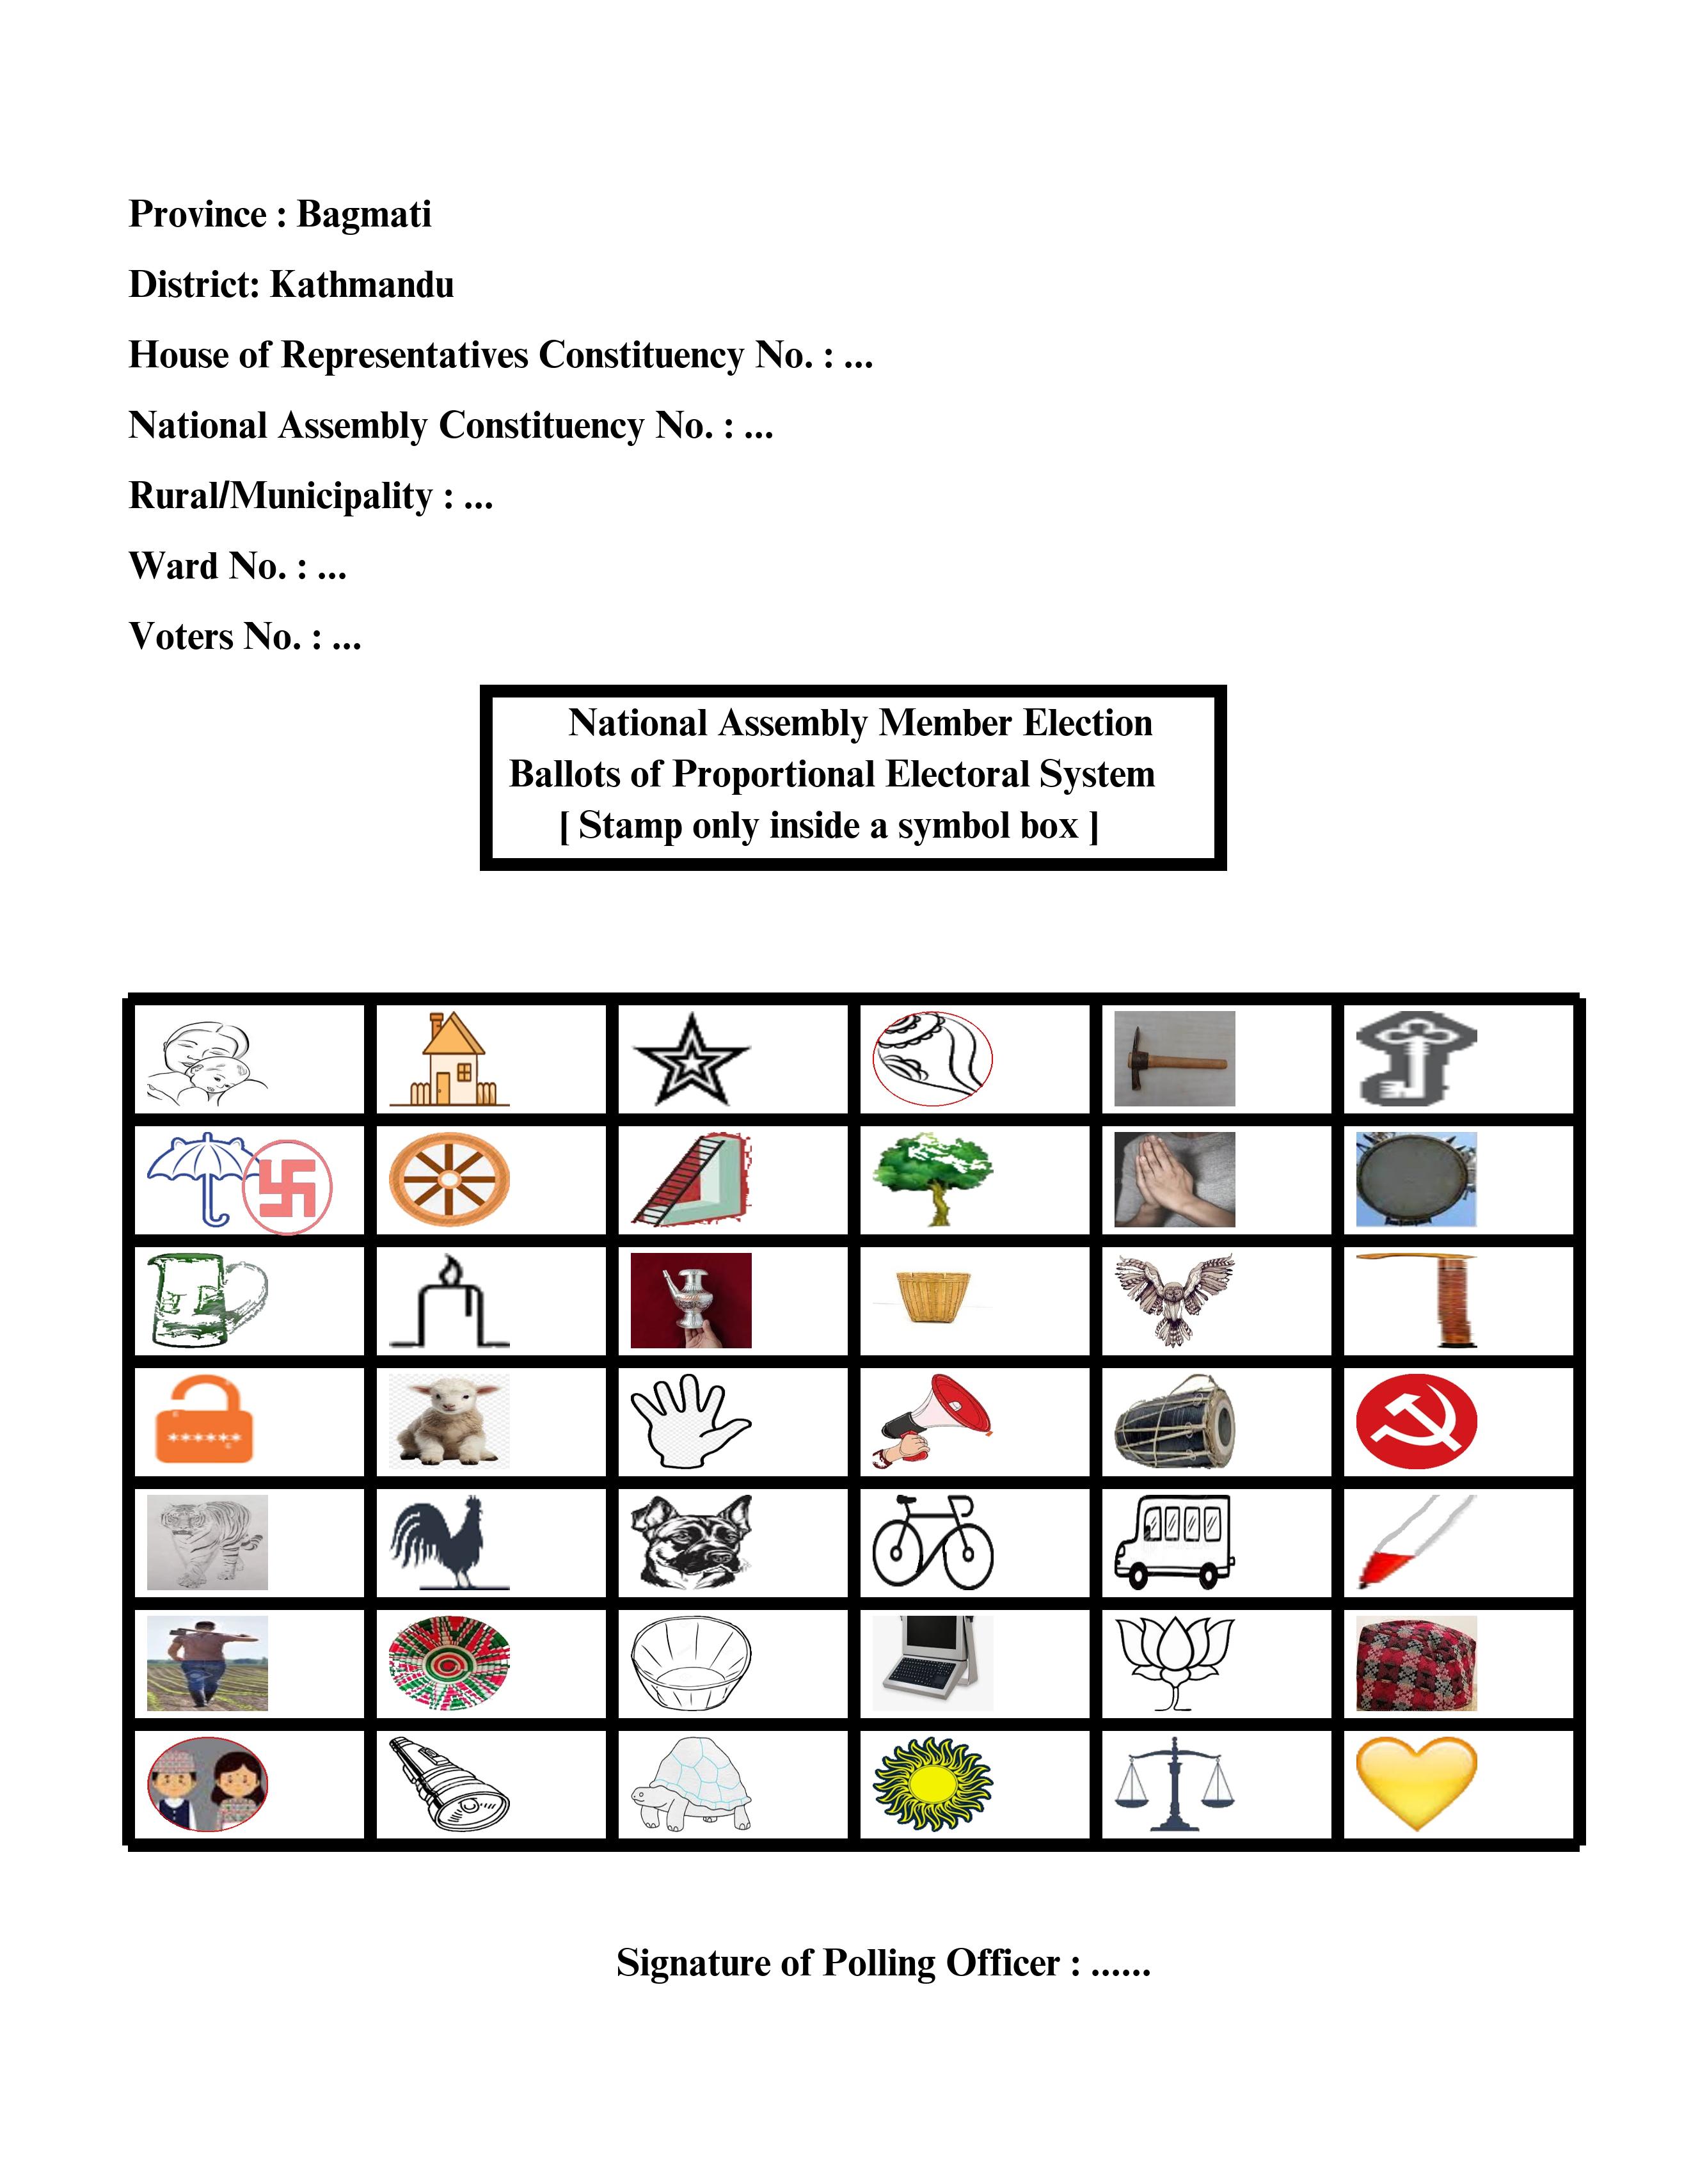 Province : Bagmati
District: Kathmandu
House of Representatives Constituency No. : ...
National Assembly Constituency No. : ...
Rural/Municipality : ...
Ward No. : ...
Voters No. : ...
National Assembly Member Election
Ballots of Proportional Electoral System
[ Stamp only inside a symbol box ]
Signature of Polling Officer : ......